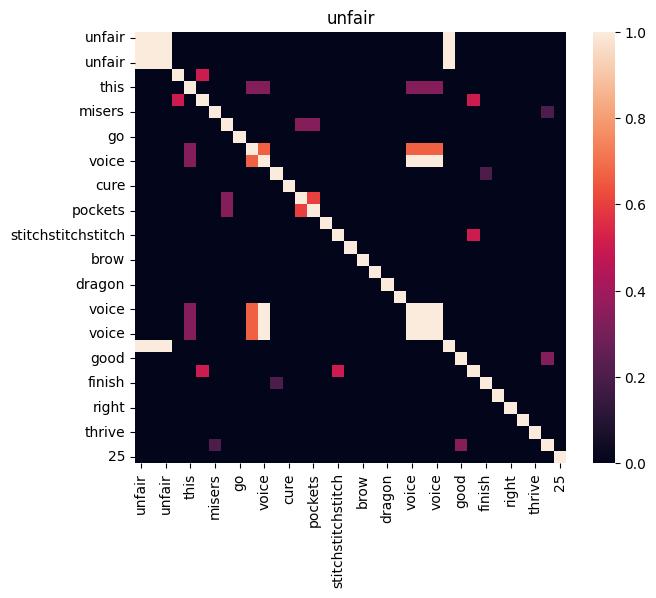 unfair
unfair
unfair
this
misers
go
voice
cure
pockets
stitchstitchstitch
brow
dragon
voice
voice
good
finish
right
thrive
25
unfair
unfair
this
misers
go
voice
cure
pockets
stitchstitchstitch
brow
dragon
voice
voice
good
finish
right
thrive
25
1.0
0.8
0.6
0.4
0.2
0.0